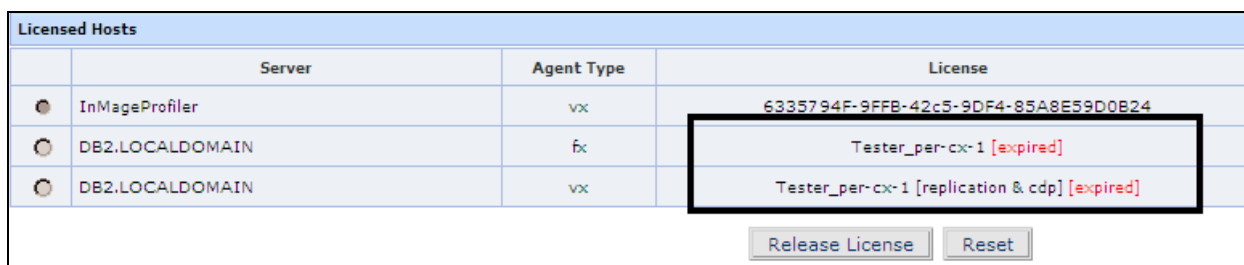 Licensed Hosts
Server Agent Type License
InMageProfiler vx 6335794F-9FFB-42c5-9DF4-85A8E59D0B24
DB2.LOCALDOMAIN fx Tester_per-cx-1 [expired]
DB2.LOCALDOMAIN vx Tester_per-cx-1 [replication & cdp] [expired]
Release License Reset